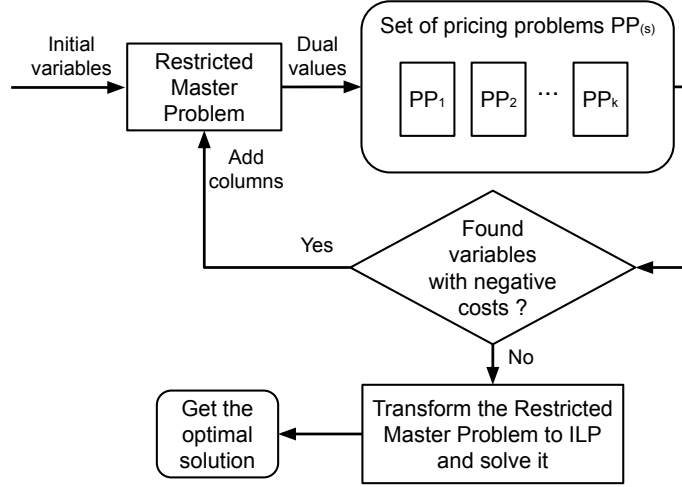 Initial
variables
Restricted
Master
Problem
Dual
values
Set of pricing problems PP(s)
PP1
PP2
...
PPk
Add
columns
Yes
Found
variables
with negative
costs ?
No
Get the
optimal
solution
Transform the Restricted
Master Problem to ILP
and solve it